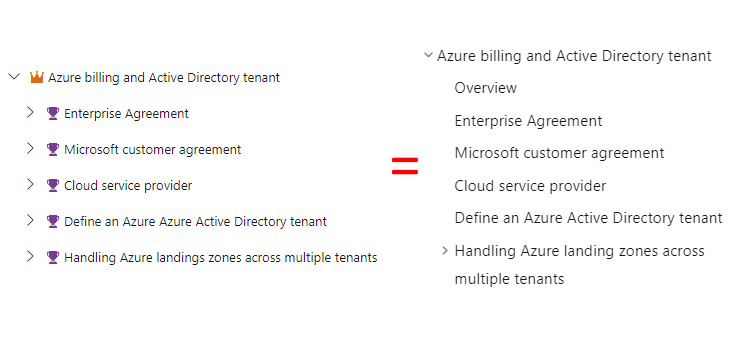 Azure billing and Active Directory tenant
Enterprise Agreement
Microsoft customer agreement
Cloud service provider
Define an Azure Azure Active Directory tenant
Handling Azure landings zones across multiple tenants
=
Azure billing and Active Directory tenant
Overview
Enterprise Agreement
Microsoft customer agreement
Cloud service provider
Define an Azure Active Directory tenant
Handling Azure landing zones across
multiple tenants